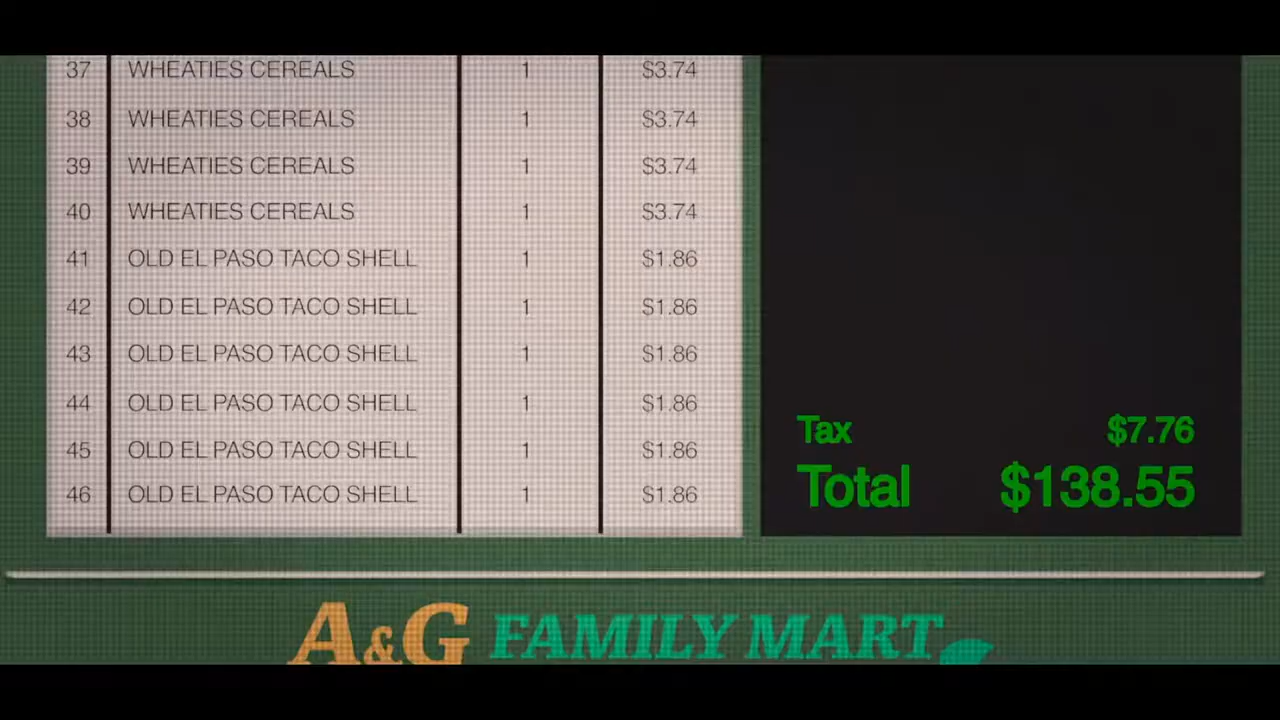 37 WHEATIES CEREALS 1 $3.74
38 WHEATIES CEREALS 1 $3.74
39 WHEATIES CEREALS 1 $3.74
40 WHEATIES CEREALS 1 $3.74
41 OLD EL PASO TACO SHELL 1 $1.86
42 OLD EL PASO TACO SHELL 1 $1.86
43 OLD EL PASO TACO SHELL 1 $1.86
44 OLD EL PASO TACO SHELL 1 $1.86
45 OLD EL PASO TACO SHELL 1 $1.86
46 OLD EL PASO TACO SHELL 1 $1.86
Tax $7.76
Total $138.55
A&G FAMILY MART